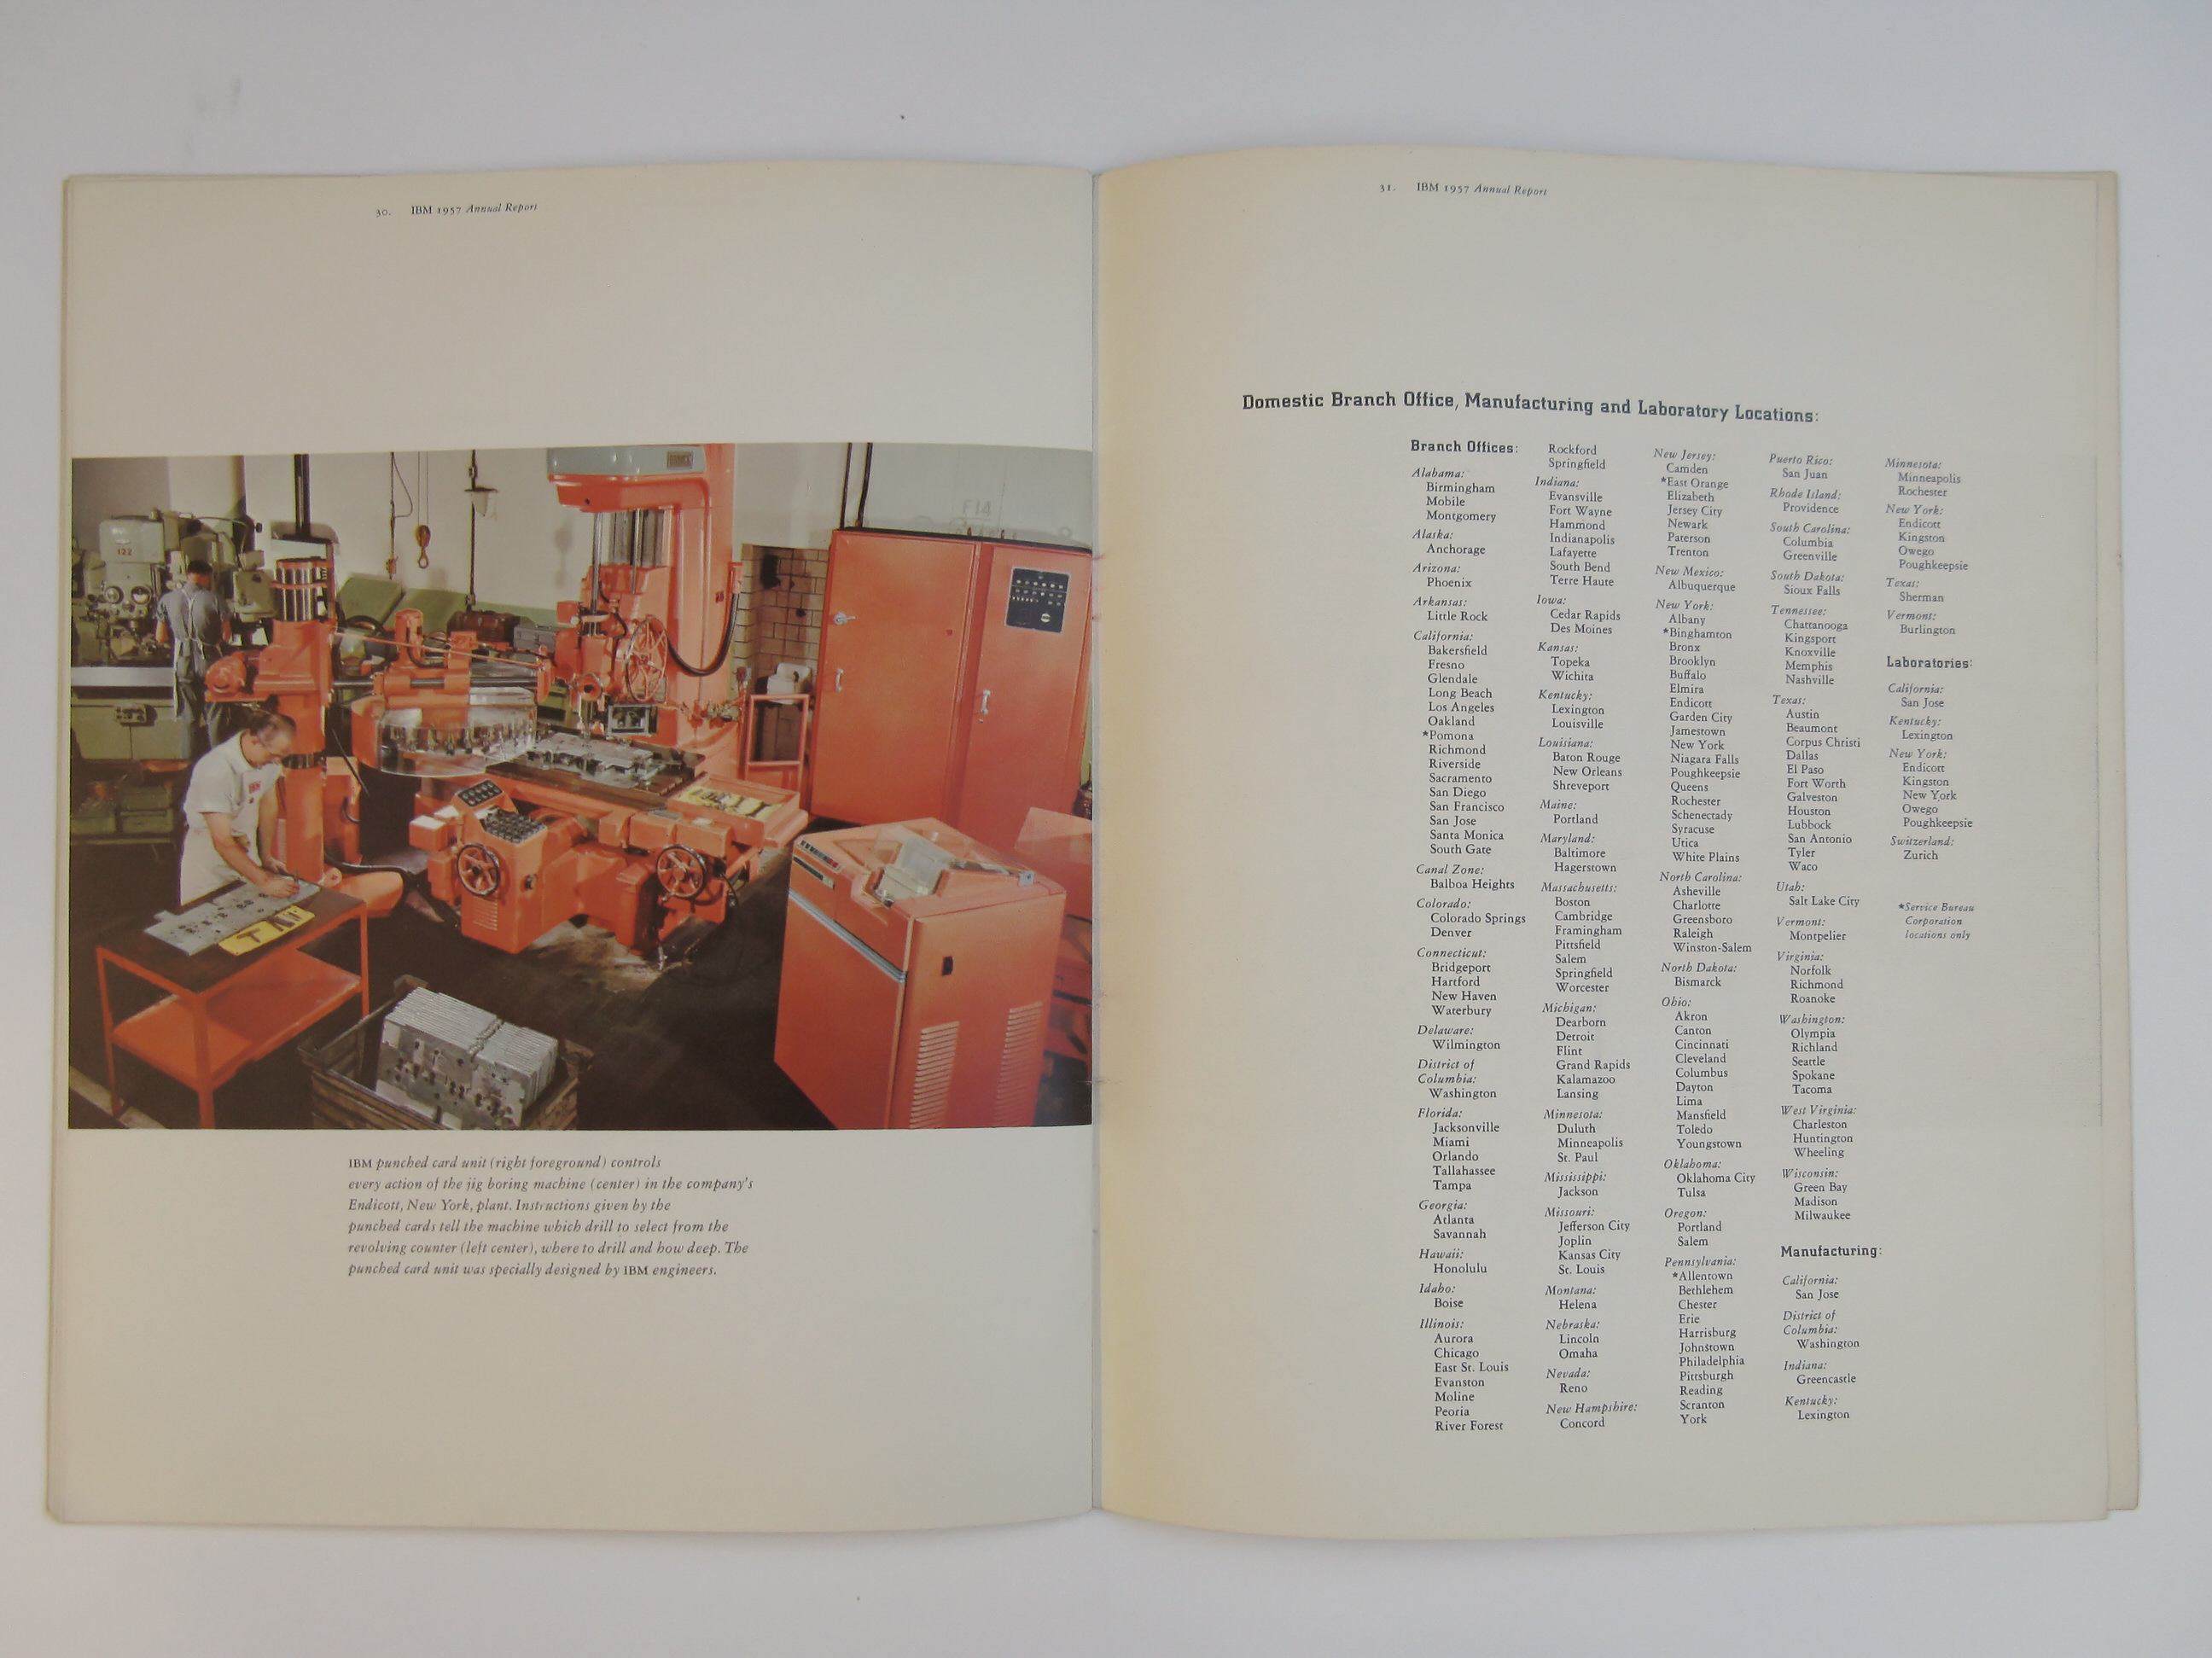 30. IBM 1957 Annual Report
122
F14
IBM punched card unit (right foreground) controls
every action of the jig boring machine (center) in the company's
Endicott, New York, plant. Instructions given by the
punched cards tell the machine which drill to select from the
revolving counter (left center), where to drill and how deep. The
punched card unit was specially designed by IBM engineers.
31. IBM 1957 Annual Report
Domestic Branch Office, Manufacturing and Laboratory Locations:
Branch Offices:
Alabama:
Birmingham
Mobile
Montgomery
Alaska:
Anchorage
Arizona:
Phoenix
Arkansas:
Little Rock
California:
Bakersfield
Fresno
Glendale
Long Beach
Los Angeles
Oakland
*Pomona
Richmond
Riverside
Sacramento
San Diego
San Francisco
San Jose
Santa Monica
South Gate
Canal Zone:
Balboa Heights
Colorado:
Colorado Springs
Denver
Connecticut:
Bridgeport
Hartford
New Haven
Waterbury
Delaware:
Wilmington
District of
Columbia:
Washington
Florida:
Jacksonville
Miami
Orlando
Tallahassee
Tampa
Georgia:
Atlanta
Savannah
Hawaii:
Honolulu
Idaho:
Boise
Illinois:
Aurora
Chicago
East St. Louis
Evanston
Moline
Peoria
River Forest
Rockford
Springfield
Indiana:
Evansville
Fort Wayne
Hammond
Indianapolis
Lafayette
South Bend
Terre Haute
Iowa:
Cedar Rapids
Des Moines
Kansas:
Topeka
Wichita
Kentucky:
Lexington
Louisville
Louisiana:
Baton Rouge
New Orleans
Shreveport
Maine:
Portland
Maryland:
Baltimore
Hagerstown
Massachusetts:
Boston
Cambridge
Framingham
Pittsfield
Salem
Springfield
Worcester
Michigan:
Dearborn
Detroit
Flint
Grand Rapids
Kalamazoo
Lansing
Minnesota:
Duluth
Minneapolis
St. Paul
Mississippi:
Jackson
Missouri:
Jefferson City
Joplin
Kansas City
St. Louis
Montana:
Helena
Nebraska:
Lincoln
Omaha
Nevada:
Reno
New Hampshire:
Concord
New Jersey:
Camden
*East Orange
Elizabeth
Jersey City
Newark
Paterson
Trenton
New Mexico:
Albuquerque
New York:
Albany
*Binghamton
Bronx
Brooklyn
Buffalo
Elmira
Endicott
Garden City
Jamestown
New York
Niagara Falls
Poughkeepsie
Queens
Rochester
Schenectady
Syracuse
Utica
White Plains
North Carolina:
Asheville
Charlotte
Greensboro
Raleigh
Winston-Salem
North Dakota:
Bismarck
Ohio:
Akron
Canton
Cincinnati
Cleveland
Columbus
Dayton
Lima
Mansfield
Toledo
Youngstown
Oklahoma:
Oklahoma City
Tulsa
Oregon:
Portland
Salem
Pennsylvania:
*Allentown
Bethlehem
Chester
Erie
Harrisburg
Johnstown
Philadelphia
Pittsburgh
Reading
Scranton
York
Puerto Rico:
San Juan
Rhode Island:
Providence
South Carolina:
Columbia
Greenville
South Dakota:
Sioux Falls
Tennessee:
Chattanooga
Kingsport
Knoxville
Memphis
Nashville
Texas:
Austin
Beaumont
Corpus Christi
Dallas
El Paso
Fort Worth
Galveston
Houston
Lubbock
San Antonio
Tyler
Waco
Utah:
Salt Lake City
Vermont:
Montpelier
Virginia:
Norfolk
Richmond
Roanoke
Washington:
Olympia
Richland
Seattle
Spokane
Tacoma
West Virginia:
Charleston
Huntington
Wheeling
Wisconsin:
Green Bay
Madison
Milwaukee
Manufacturing:
California:
San Jose
District of
Columbia:
Washington
Indiana:
Greencastle
Kentucky:
Lexington
Minnesota:
Minneapolis
Rochester
New York:
Endicott
Kingston
Owego
Poughkeepsie
Texas:
Sherman
Vermont:
Burlington
Laboratories:
California:
San Jose
Kentucky:
Lexington
New York:
Endicott
Kingston
New York
Owego
Poughkeepsie
Switzerland:
Zurich
*Service Bureau
Corporation
locations only